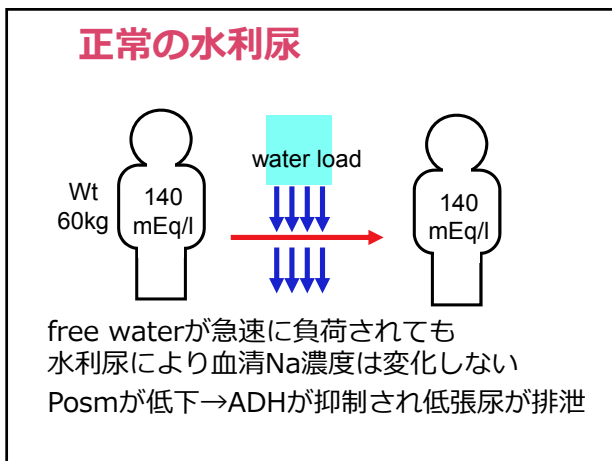 正常の水利尿
water load
Wt
60kg
140
mEq/l
140
mEq/l
free waterが急速に負荷されても
水利尿により血清Na濃度は変化しない
Posmが低下→ADHが抑制され低張尿が排泄